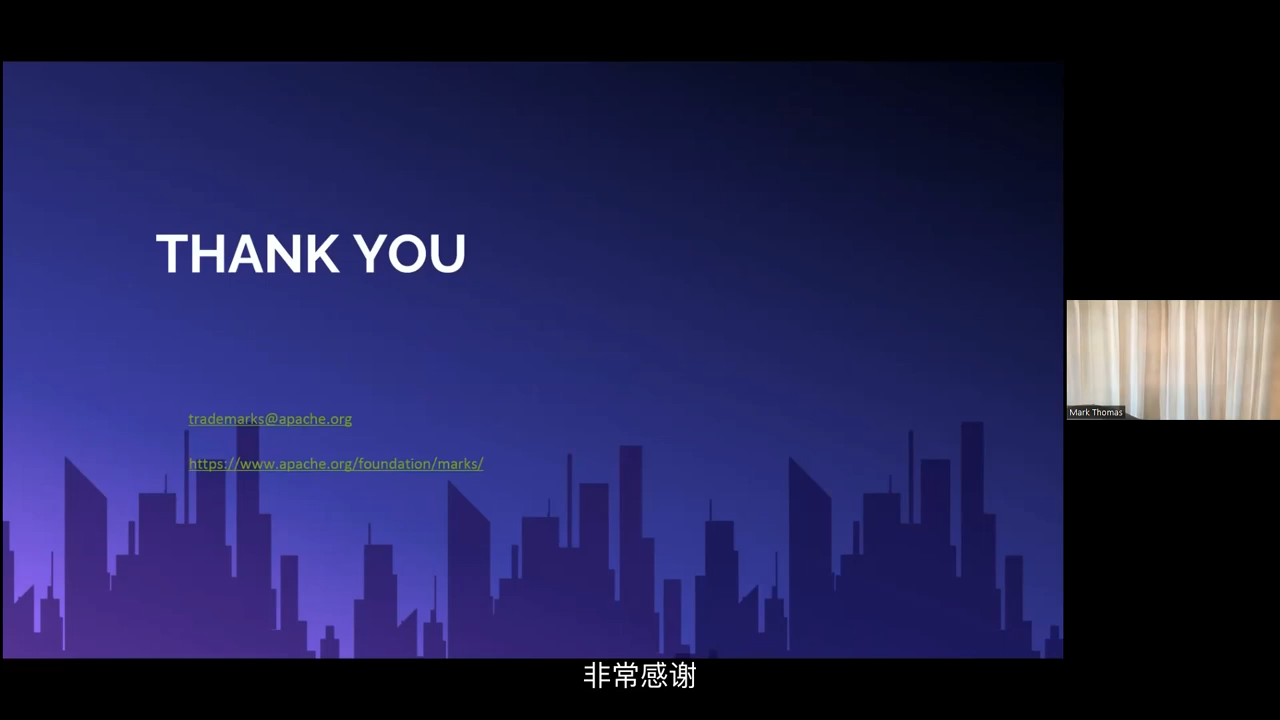 THANK YOU
trademarks@apache.org
https://www.apache.org/foundation/marks/
Mark Thomas
非常感谢